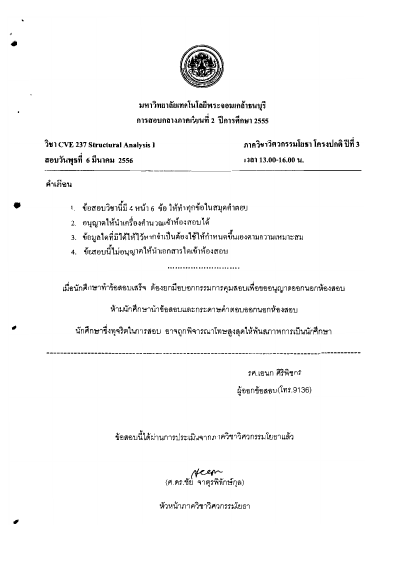 มหาวิทยาลัยเทคโนโลยีพระจอมเกล้าธนบุรี
การสอบกลางภาคเรียนที่ 2 ปีการศึกษา 2555
วิชา CVE 237 Structural Analysis I ภาควิชาวิศวกรรมโยธา โครงปกติ ปีที่ 3
สอบวันพุธที่ 6 มีนาคม 2556 เวลา 13.00-16.00 น.
คำเตือน
1. ข้อสอบวิชานี้มี 4 หน้า 6 ข้อ ให้ทำทุกข้อในสมุดคำตอบ
2. อนุญาตให้นำเครื่องคำนวณเข้าห้องสอบได้
3. ข้อมูลใดที่มิได้ให้ไว้หากจำเป็นต้องใช้ให้กำหนดขึ้นเองตามความเหมาะสม
4. ข้อสอบนี้ไม่อนุญาตให้นำเอกสารใดเข้าห้องสอบ
เมื่อนักศึกษาทำข้อสอบเสร็จ ต้องยกมือบอกกรรมการคุมสอบเพื่อขออนุญาตออกนอกห้องสอบ
ห้ามนักศึกษานำข้อสอบและกระดาษคำตอบออกนอกห้องสอบ
นักศึกษาซึ่งทุจริตในการสอบ อาจถูกพิจารณาโทษสูงสุดให้พ้นสภาพการเป็นนักศึกษา
รศ.เอนก ศิริพิชกร
ผู้ออกข้อสอบ(โทร.9136)
ข้อสอบนี้ได้ผ่านการประเมินจากภาควิชาวิศวกรรมโยธาแล้ว
(ศ.ดร.ชัย จาตุรพิทักษ์กุล)
หัวหน้าภาควิชาวิศวกรรมโยธา